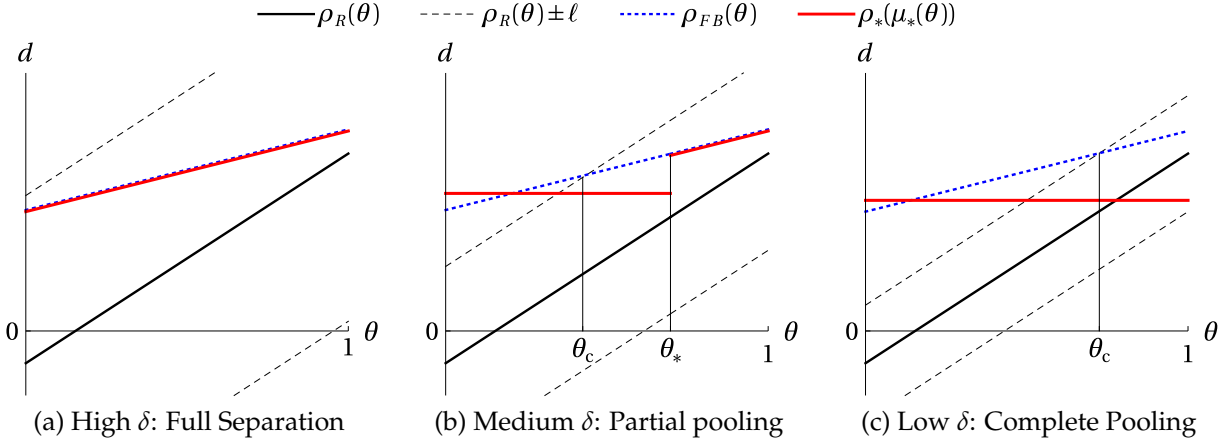 ρ_R(θ) ρ_R(θ)±ℓ ρ_FB(θ) ρ_*(μ_*(θ))
d
0
θ
1
(a) High δ: Full Separation
d
0
θ_c
θ_*
θ
1
(b) Medium δ: Partial pooling
d
0
θ_c
θ
1
(c) Low δ: Complete Pooling